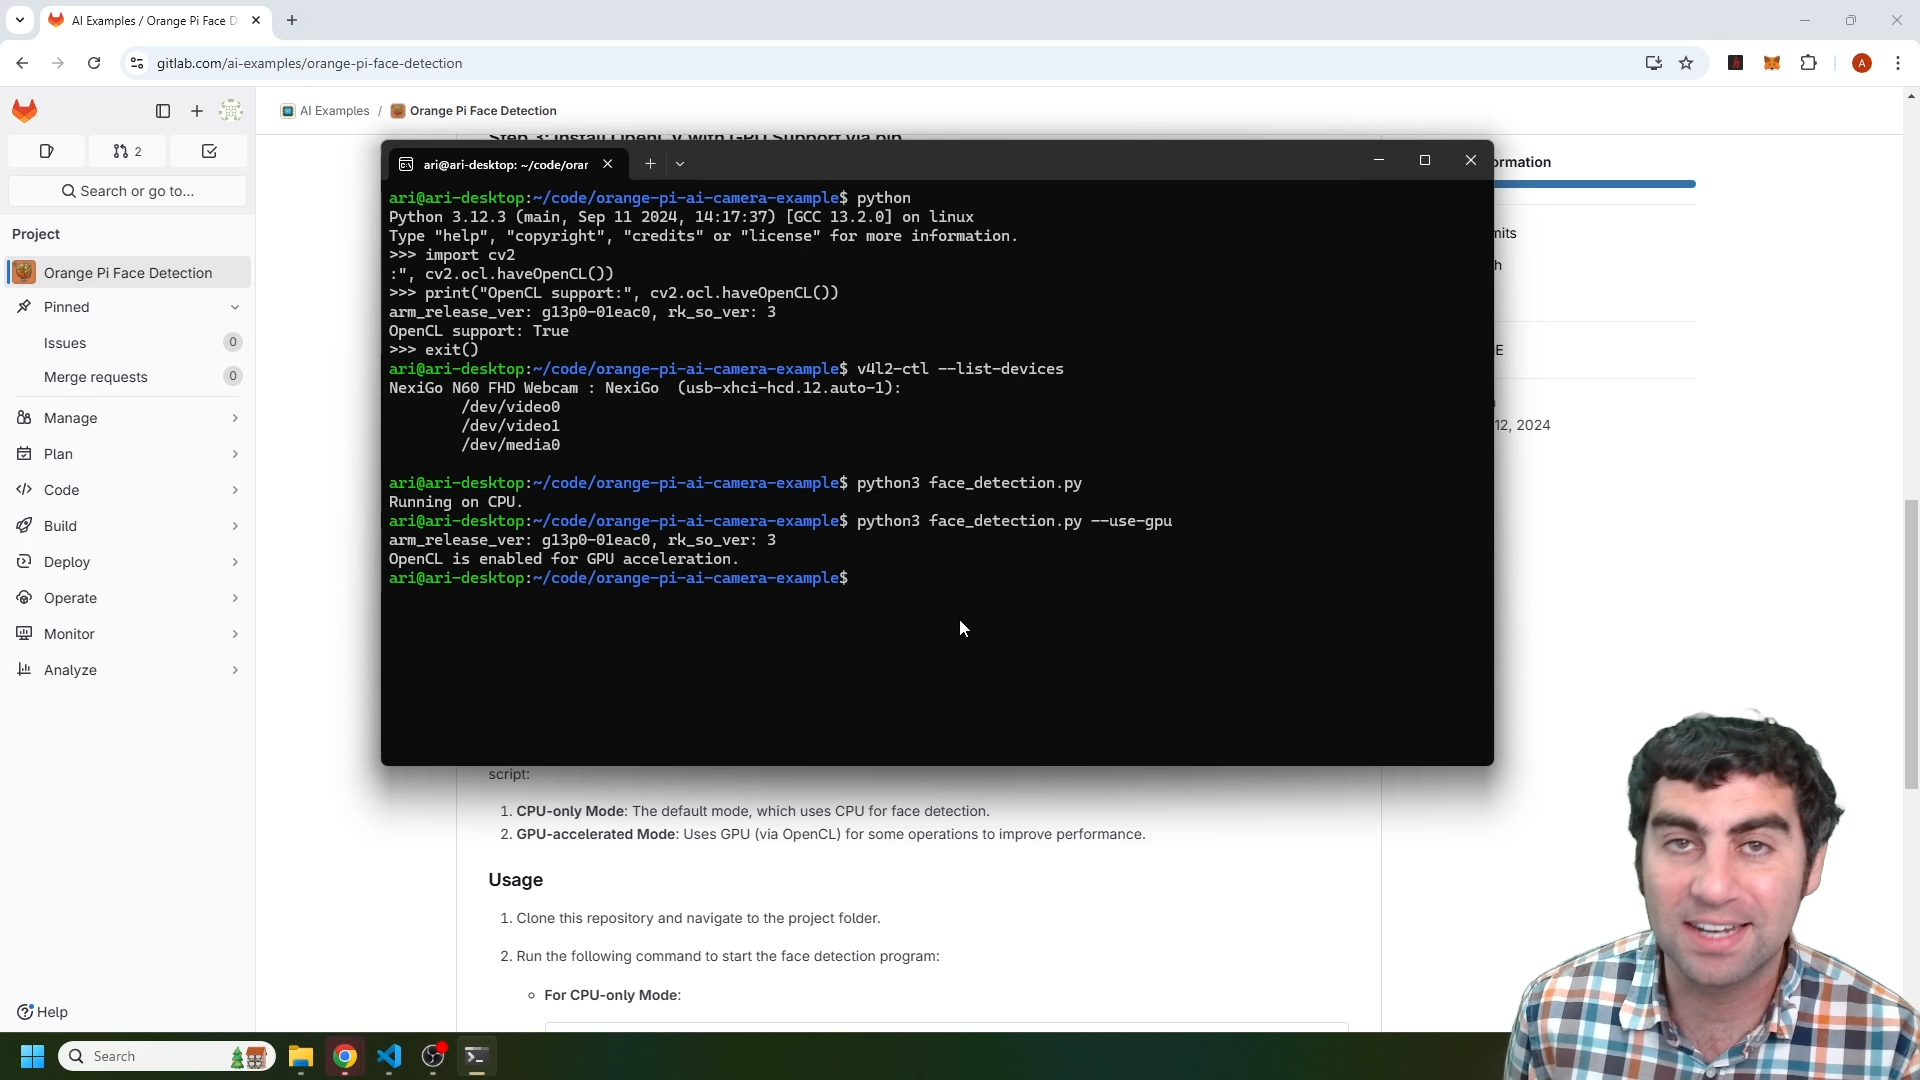 AI Examples / Orange Pi Face D
gitlab.com/ai-examples/orange-pi-face-detection
A
AI Examples / Orange Pi Face Detection
2
Search or go to...
Project
Orange Pi Face Detection
Pinned
Issues 0
Merge requests 0
Manage
Plan
Code
Build
Deploy
Operate
Monitor
Analyze
Help
Step 3: Install OpenCV with GPU Support via pip
ari@ari-desktop: ~/code/orar
ari@ari-desktop:~/code/orange-pi-ai-camera-example$ python
Python 3.12.3 (main, Sep 11 2024, 14:17:37) [GCC 13.2.0] on linux
Type "help", "copyright", "credits" or "license" for more information.
>>> import cv2
:", cv2.ocl.haveOpenCL())
>>> print("OpenCL support:", cv2.ocl.haveOpenCL())
arm_release_ver: g13p0-01eac0, rk_so_ver: 3
OpenCL support: True
>>> exit()
ari@ari-desktop:~/code/orange-pi-ai-camera-example$ v4l2-ctl --list-devices
NexiGo N60 FHD Webcam : NexiGo  (usb-xhci-hcd.12.auto-1):
/dev/video0
/dev/video1
/dev/media0
ari@ari-desktop:~/code/orange-pi-ai-camera-example$ python3 face_detection.py
Running on CPU.
ari@ari-desktop:~/code/orange-pi-ai-camera-example$ python3 face_detection.py --use-gpu
arm_release_ver: g13p0-01eac0, rk_so_ver: 3
OpenCL is enabled for GPU acceleration.
ari@ari-desktop:~/code/orange-pi-ai-camera-example$
ormation
mits
h
E
12, 2024
script:
1. CPU-only Mode: The default mode, which uses CPU for face detection.
2. GPU-accelerated Mode: Uses GPU (via OpenCL) for some operations to improve performance.
Usage
1. Clone this repository and navigate to the project folder.
2. Run the following command to start the face detection program:
For CPU-only Mode:
Search